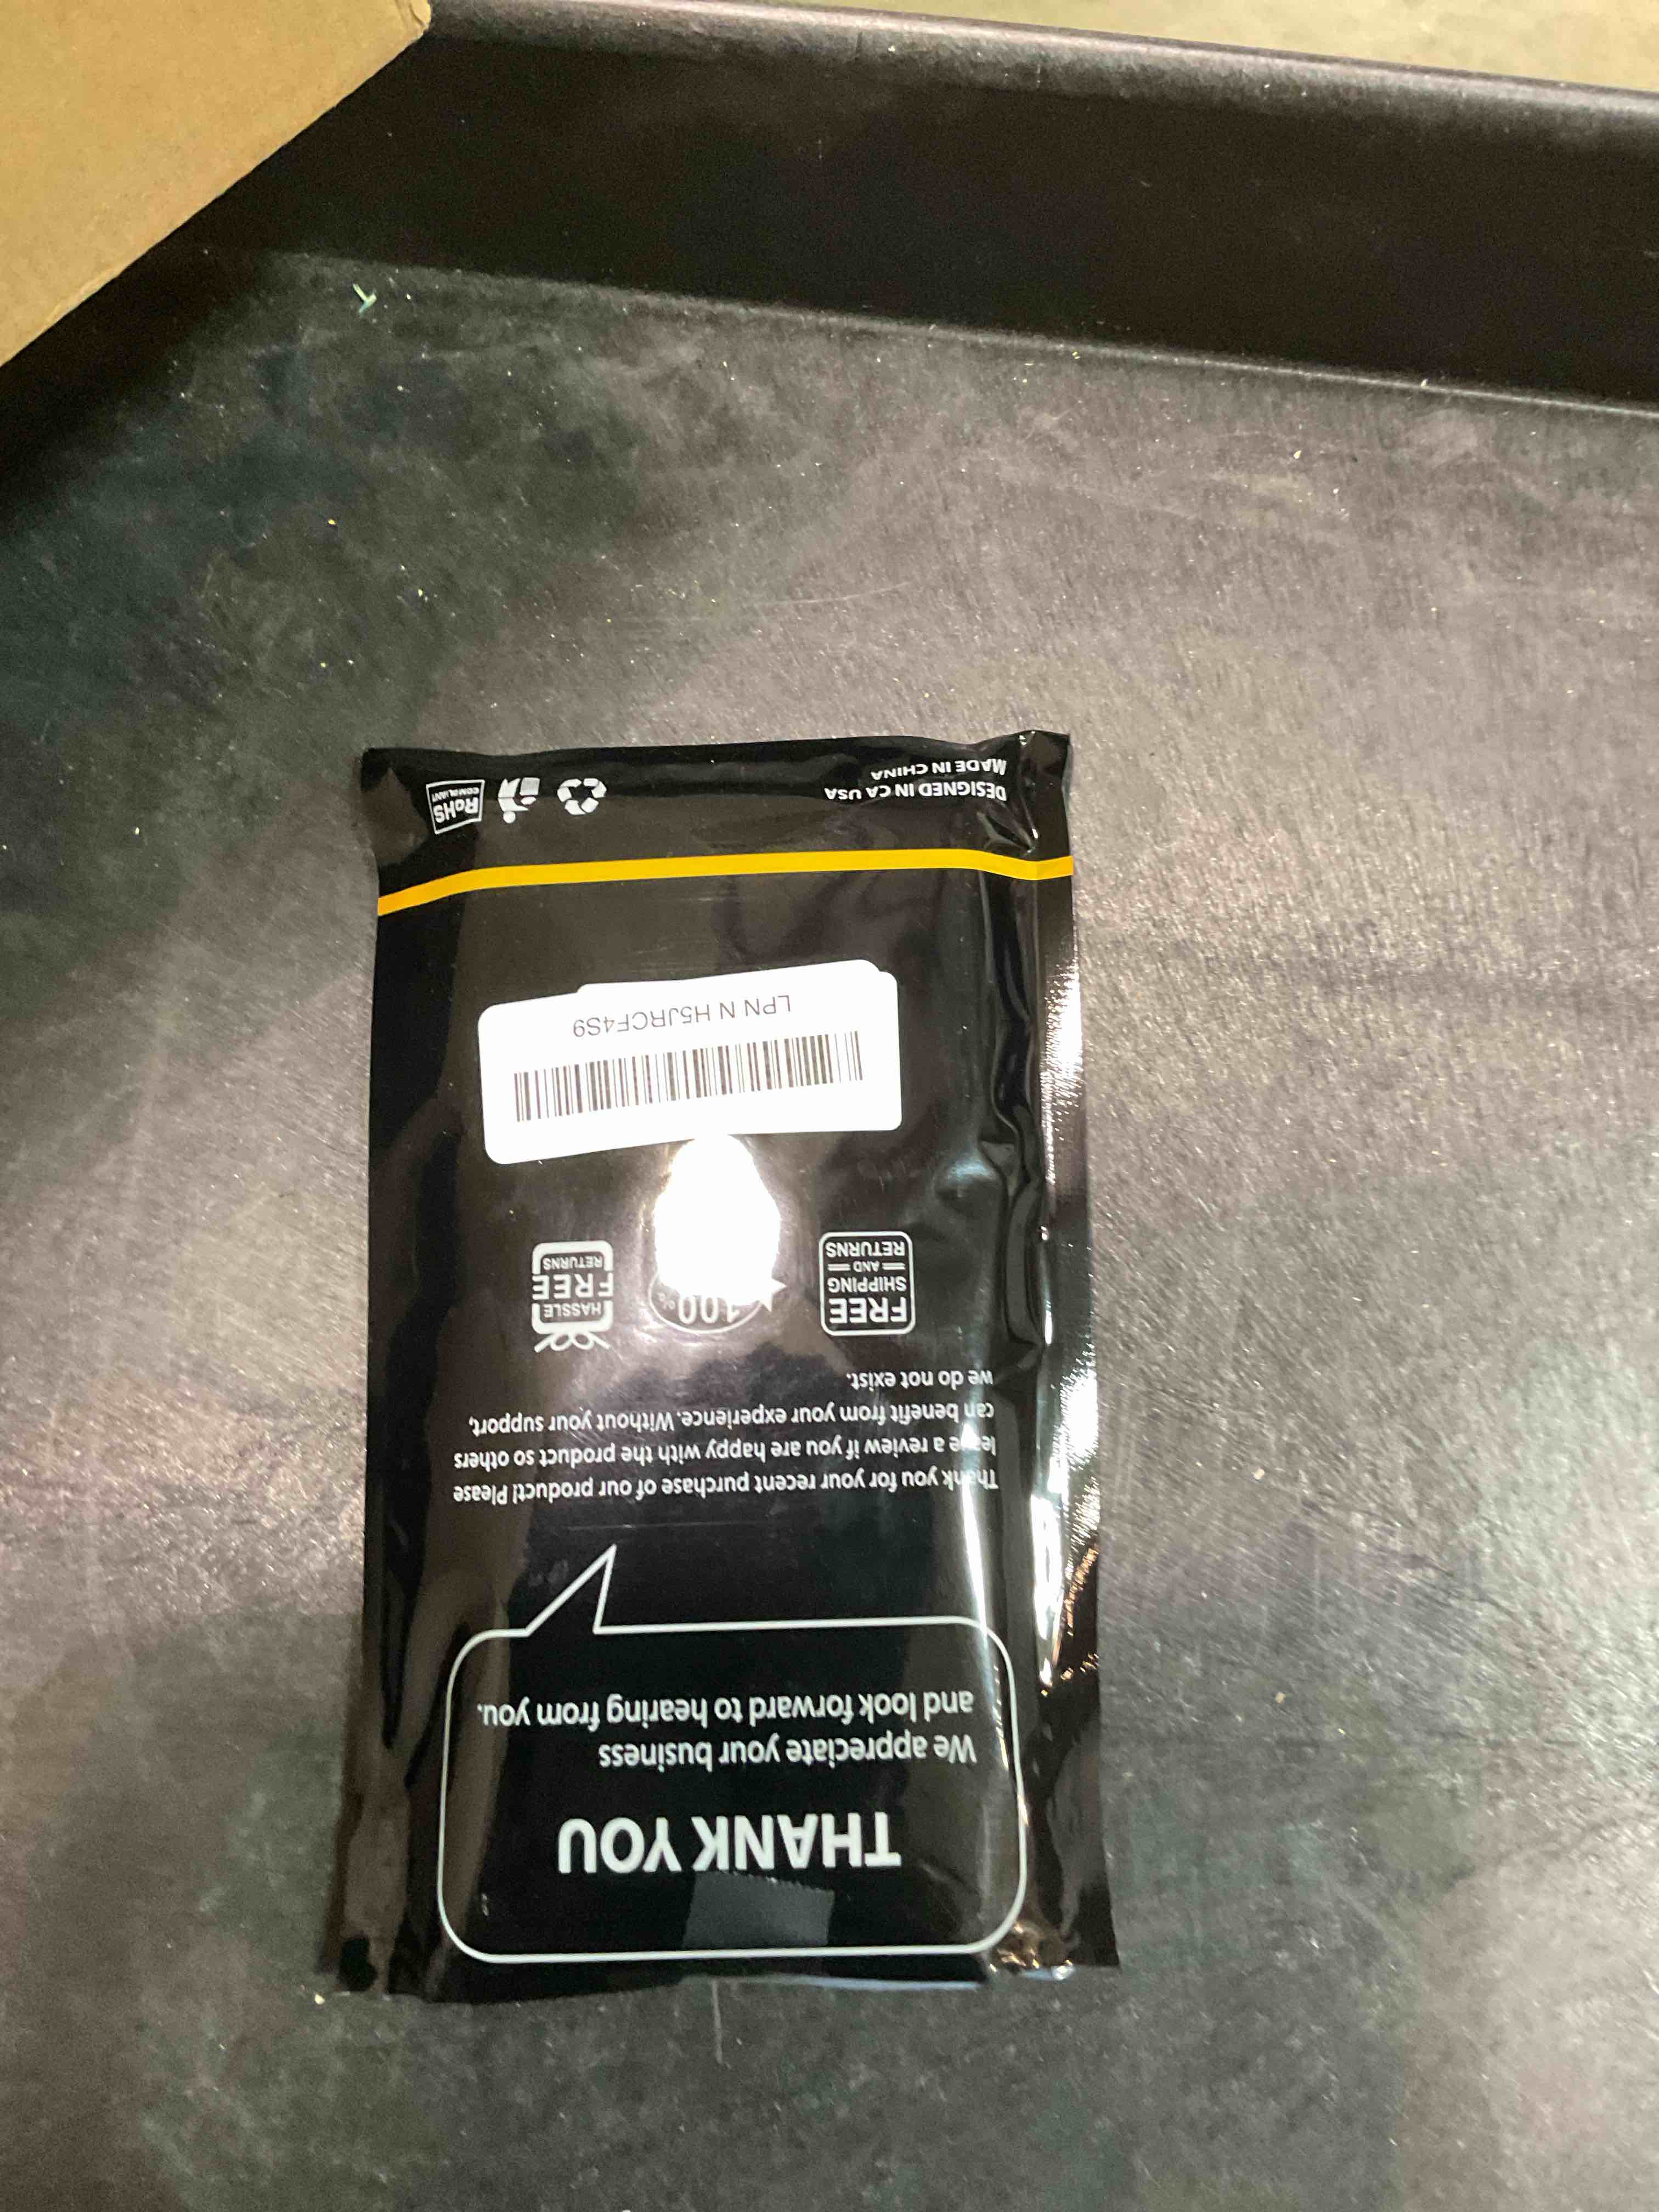 THANK YOU
We appreciate your business
and look forward to hearing from you.
Thank you for your recent purchase of our product! Please
leave a review if you are happy with the product so others
can benefit from your experience. Without your support,
we do not exist.
FREE
SHIPPING
AND
RETURNS
100%
HASSLE
FREE
RETURNS
LPN N H5JRCF4S9
DESIGNED IN CA USA
MADE IN CHINA
RoHS
COMPLIANT